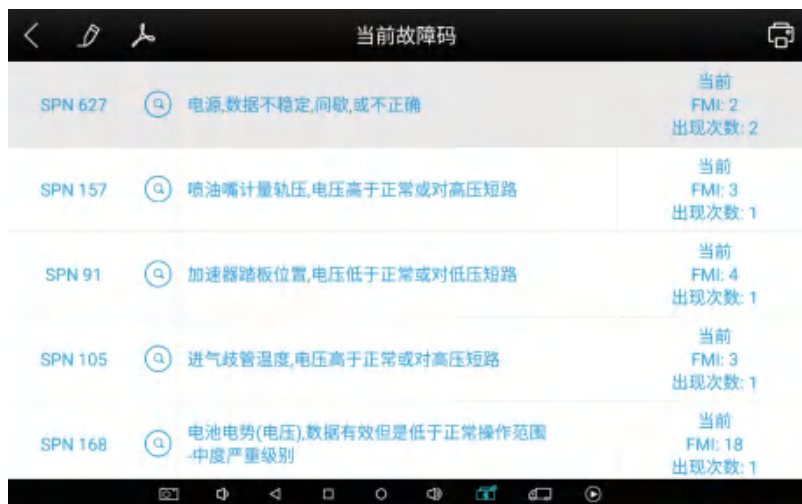 当前故障码
SPN 627
电源,数据不稳定,间歇,或不正确
当前
FMI: 2
出现次数: 2
SPN 157
喷油嘴计量轨压,电压高于正常或对高压短路
当前
FMI: 3
出现次数: 1
SPN 91
加速器踏板位置,电压低于正常或对低压短路
当前
FMI: 4
出现次数: 1
SPN 105
进气歧管温度,电压高于正常或对高压短路
当前
FMI: 3
出现次数: 1
SPN 168
电池电势(电压),数据有效但是低于正常操作范围
-中度严重级别
当前
FMI: 18
出现次数: 1